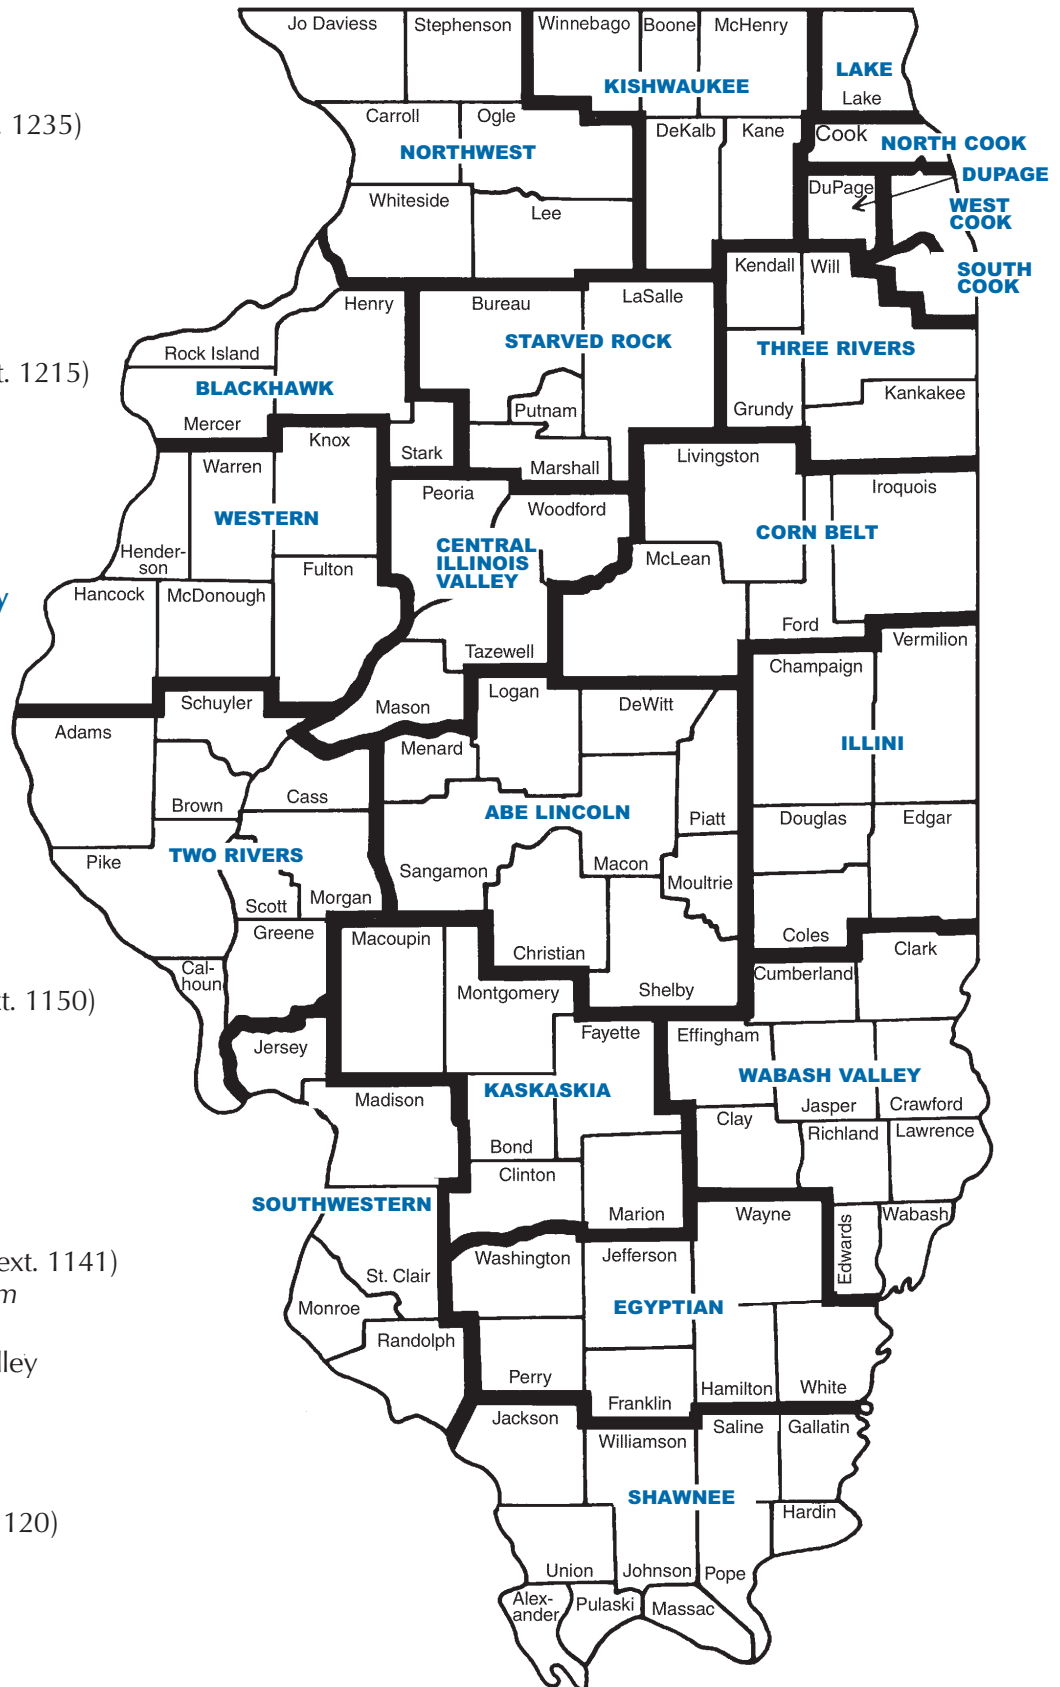 Jo Daviess
Stephenson
Winnebago
Boone
McHenry
LAKE
KISHWAUKEE
Lake
Carroll
Ogle
. 1235)
DeKalb
Kane
Cook
NORTH COOK
NORTHWEST
DUPAGE
DuPage
Whiteside
Lee
WEST
COOK
Kendall
Will
SOUTH
COOK
Henry
Bureau
LaSalle
STARVED ROCK
THREE RIVERS
Rock Island
t. 1215)
BLACKHAWK
Kankakee
Putnam
Grundy
Mercer
Knox
Stark
Livingston
Warren
Marshall
Peoria
Iroquois
Woodford
WESTERN
CORN BELT
CENTRAL
ILLINOIS
VALLEY
Hender-
son
McLean
Fulton
Hancock
McDonough
y
Ford
Vermilion
Tazewell
Champaign
Logan
Schuyler
Mason
DeWitt
Adams
Menard
ILLINI
Cass
Brown
ABE LINCOLN
Piatt
Douglas
Edgar
TWO RIVERS
Pike
Sangamon
Macon
Moultrie
Scott
Morgan
Greene
Macoupin
Coles
Clark
Christian
Cal-
houn
Cumberland
Montgomery
Shelby
t. 1150)
Fayette
Effingham
Jersey
WABASH VALLEY
KASKASKIA
Madison
Jasper
Crawford
Clay
Richland
Lawrence
Bond
Clinton
SOUTHWESTERN
Marion
Wayne
Wabash
Edwards
Washington
Jefferson
ext. 1141)
St. Clair
m
Monroe
EGYPTIAN
Randolph
lley
Perry
Hamilton
White
Franklin
Jackson
Saline
Gallatin
Williamson
SHAWNEE
Hardin
120)
Union
Johnson
Pope
Alex-
ander
Pulaski
Massac